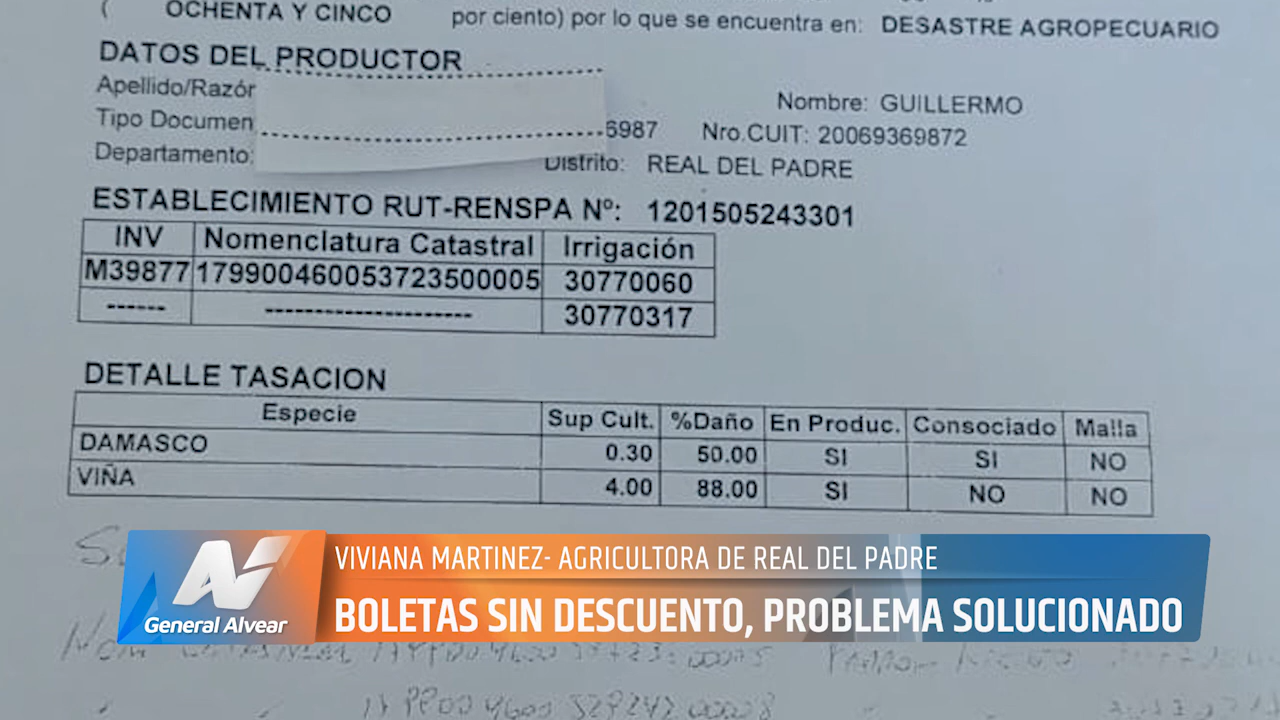 ( OCHENTA Y CINCO por ciento) por lo que se encuentra en: DESASTRE AGROPECUARIO
DATOS DEL PRODUCTOR
Apellido/Razón Nombre: GUILLERMO
Tipo Documen 6987 Nro.CUIT: 20069369872
Departamento: Distrito: REAL DEL PADRE
ESTABLECIMIENTO RUT-RENSPA Nº: 1201505243301
INV Nomenclatura Catastral Irrigación
M39877 179900460053723500005 30770060
------ --------------------- 30770317
DETALLE TASACION
Especie Sup Cult. %Daño En Produc. Consociado Malla
DAMASCO 0.30 50.00 SI SI NO
VIÑA 4.00 88.00 SI NO NO
VIVIANA MARTINEZ- AGRICULTORA DE REAL DEL PADRE
BOLETAS SIN DESCUENTO, PROBLEMA SOLUCIONADO
General Alvear